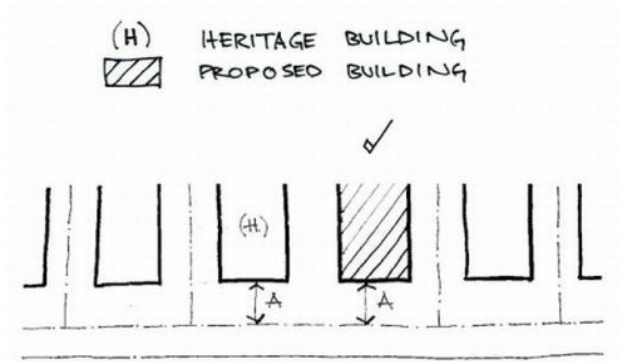 (H) HERITAGE BUILDING
PROPOSED BUILDING
(H)
A A